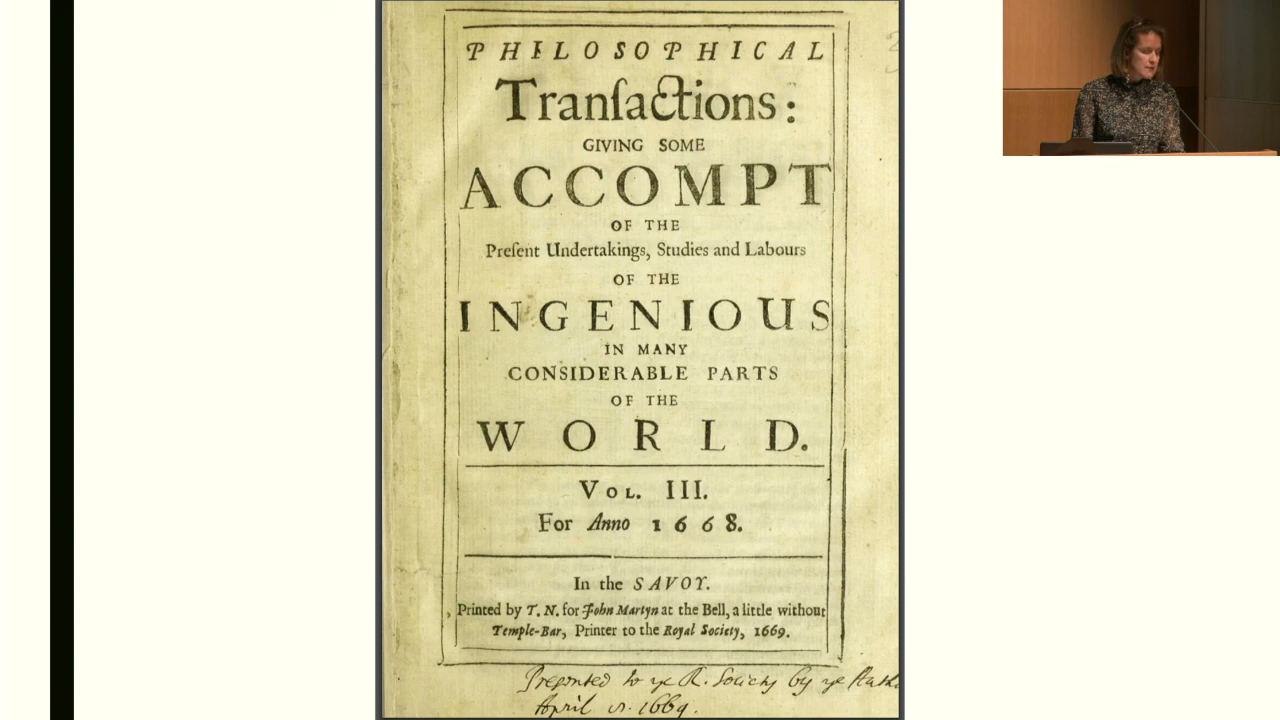 PHILOSOPHICAL
Tranſactions:
GIVING SOME
ACCOMPT
OF THE
Preſent Undertakings, Studies and Labours
OF THE
INGENIOUS
IN MANY
CONSIDERABLE PARTS
OF THE
WORLD.
VOL. III.
For Anno 1668.
In the SAVOY.
Printed by T. N. for John Martyn at the Bell, a little without
Temple-Bar, Printer to the Royal Society, 1669.
Preſented to ye R. Society by ye
April 1669.